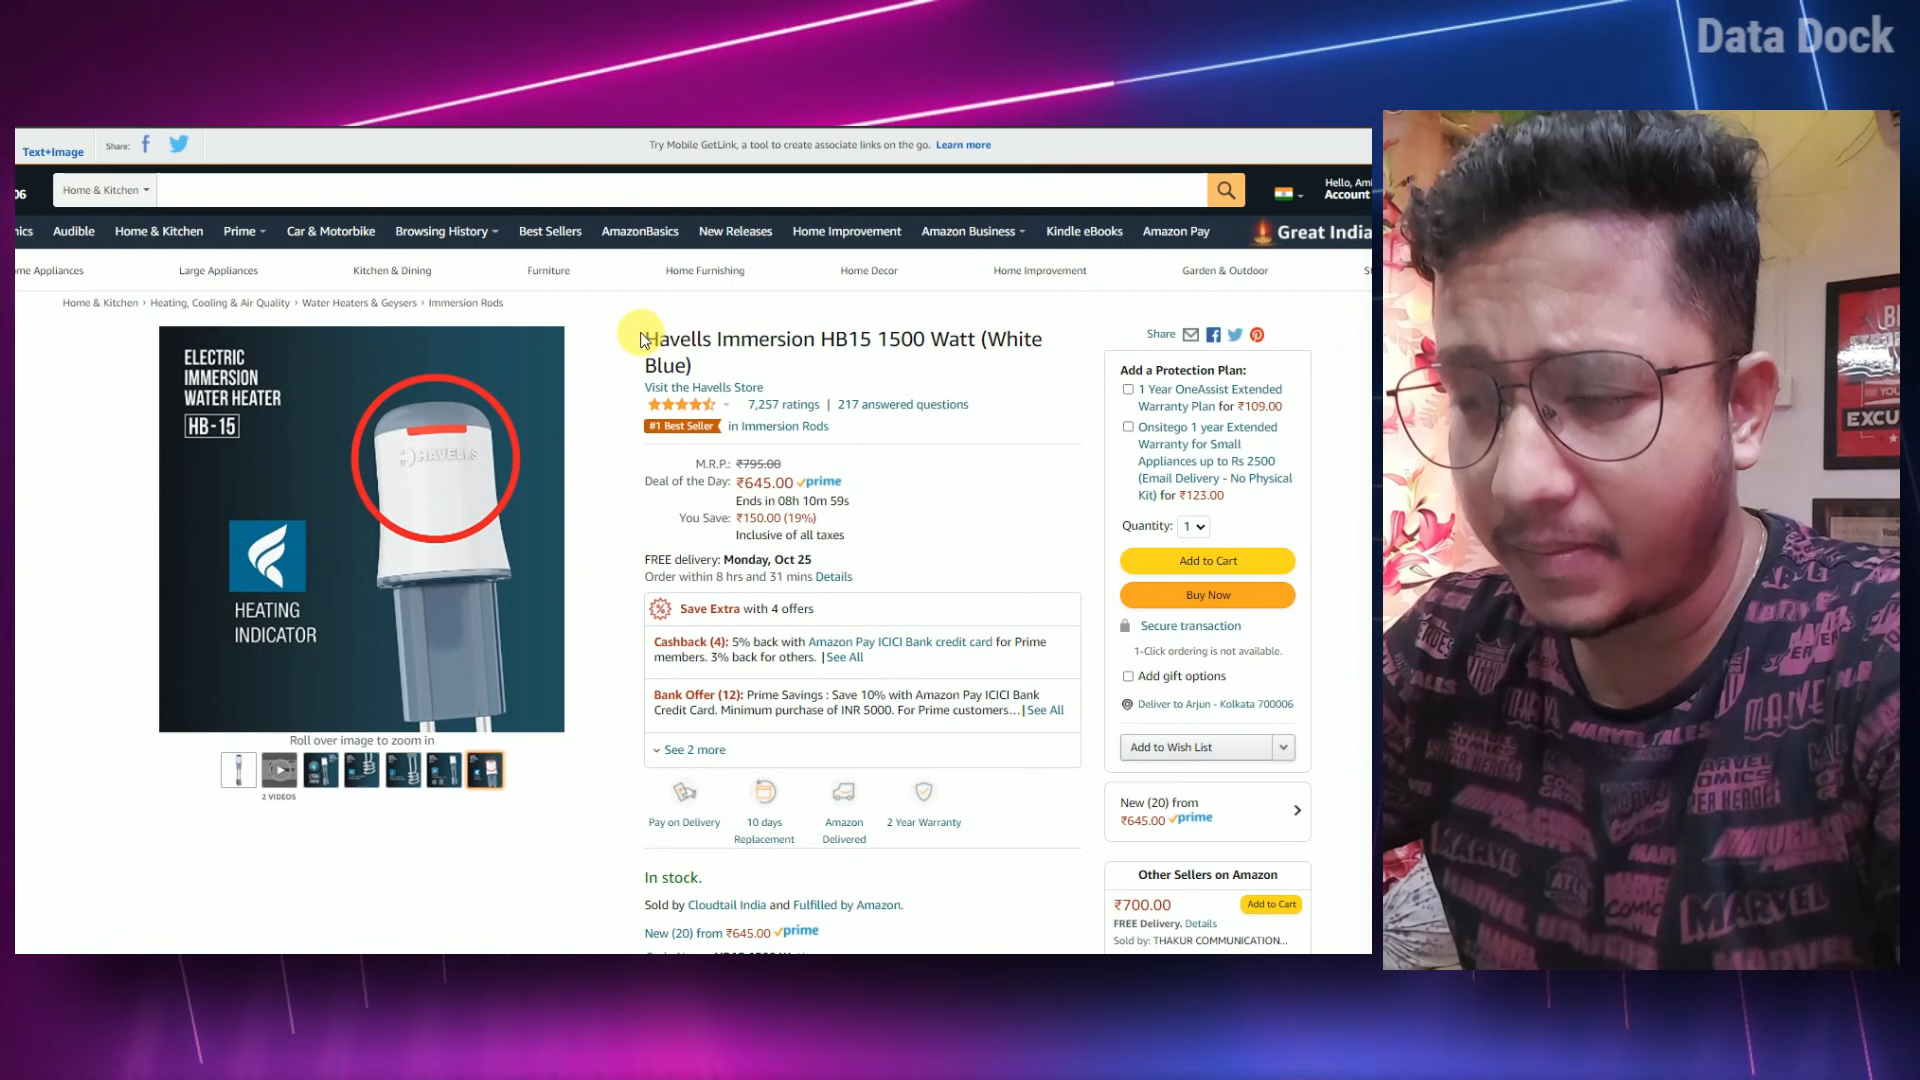 Data Dock
Text+Image
Share:
Try Mobile GetLink, a tool to create associate links on the go. Learn more
06
Home & Kitchen
Hello, Am
Account
ics Audible Home & Kitchen Prime Car & Motorbike Browsing History Best Sellers AmazonBasics New Releases Home Improvement Amazon Business Kindle eBooks Amazon Pay Great India
me Appliances Large Appliances Kitchen & Dining Furniture Home Furnishing Home Decor Home Improvement Garden & Outdoor St
Home & Kitchen › Heating, Cooling & Air Quality › Water Heaters & Geysers › Immersion Rods
ELECTRIC
IMMERSION
WATER HEATER
HB-15
HAVELLS
HEATING
INDICATOR
Roll over image to zoom in
2 VIDEOS
Havells Immersion HB15 1500 Watt (White
Blue)
Visit the Havells Store
7,257 ratings | 217 answered questions
#1 Best Seller in Immersion Rods
M.R.P.: ₹795.00
Deal of the Day: ₹645.00 prime
Ends in 08h 10m 59s
You Save: ₹150.00 (19%)
Inclusive of all taxes
FREE delivery: Monday, Oct 25
Order within 8 hrs and 31 mins Details
Save Extra with 4 offers
Cashback (4): 5% back with Amazon Pay ICICI Bank credit card for Prime
members. 3% back for others. |See All
Bank Offer (12): Prime Savings : Save 10% with Amazon Pay ICICI Bank
Credit Card. Minimum purchase of INR 5000. For Prime customers… |See All
See 2 more
Pay on Delivery
10 days
Replacement
Amazon
Delivered
2 Year Warranty
In stock.
Sold by Cloudtail India and Fulfilled by Amazon.
New (20) from ₹645.00 prime
Share
Add a Protection Plan:
1 Year OneAssist Extended
Warranty Plan for ₹109.00
Onsitego 1 year Extended
Warranty for Small
Appliances up to Rs 2500
(Email Delivery - No Physical
Kit) for ₹123.00
Quantity: 1
Add to Cart
Buy Now
Secure transaction
1-Click ordering is not available.
Add gift options
Deliver to Arjun - Kolkata 700006
Add to Wish List
New (20) from
₹645.00 prime
Other Sellers on Amazon
₹700.00 Add to Cart
FREE Delivery. Details
Sold by: THAKUR COMMUNICATION...
YOU
EXCU
MARVEL TALES
MARVEL
MARVEL